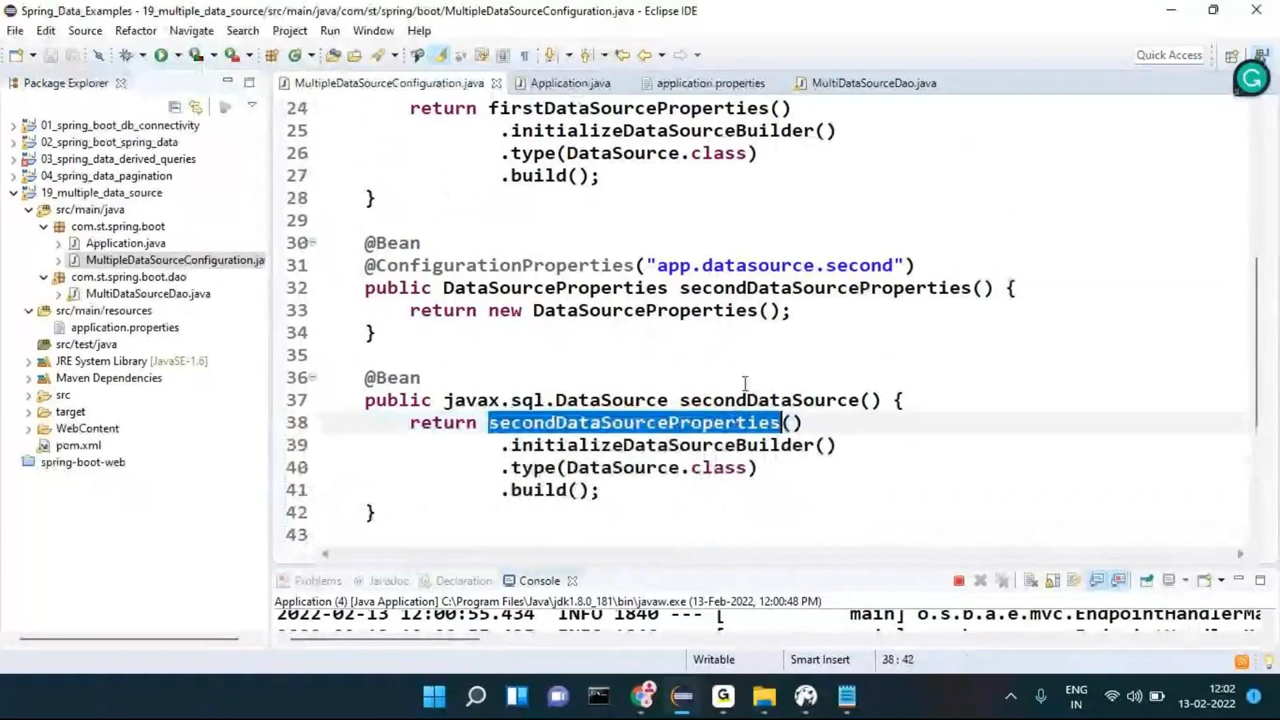 Spring_Data_Examples - 19_multiple_data_source/src/main/java/com/st/spring/boot/MultipleDataSourceConfiguration.java - Eclipse IDE
File Edit Source Refactor Navigate Search Project Run Window Help
Quick Access
Package Explorer
MultipleDataSourceConfiguration.java Application.java application.properties MultiDataSourceDao.java
01_spring_boot_db_connectivity
02_spring_boot_spring_data
03_spring_data_derived_queries
04_spring_data_pagination
19_multiple_data_source
src/main/java
com.st.spring.boot
Application.java
MultipleDataSourceConfiguration.ja
com.st.spring.boot.dao
MultiDataSourceDao.java
src/main/resources
application.properties
src/test/java
JRE System Library [JavaSE-1.6]
Maven Dependencies
src
target
WebContent
pom.xml
spring-boot-web
24 return firstDataSourceProperties()
25 .initializeDataSourceBuilder()
26 .type(DataSource.class)
27 .build();
28 }
29
30 @Bean
31 @ConfigurationProperties("app.datasource.second")
32 public DataSourceProperties secondDataSourceProperties() {
33 return new DataSourceProperties();
34 }
35
36 @Bean
37 public javax.sql.DataSource secondDataSource() {
38 return secondDataSourceProperties()
39 .initializeDataSourceBuilder()
40 .type(DataSource.class)
41 .build();
42 }
43
Problems Javadoc Declaration Console
Application (4) [Java Application] C:\Program Files\Java\jdk1.8.0_181\bin\javaw.exe (13-Feb-2022, 12:00:48 PM)
2022-02-13 12:00:55.434 INFO 1840 --- [ main] o.s.b.a.e.mvc.EndpointHandlerMa
Writable Smart Insert 38 : 42
ENG
IN
12:02
13-02-2022